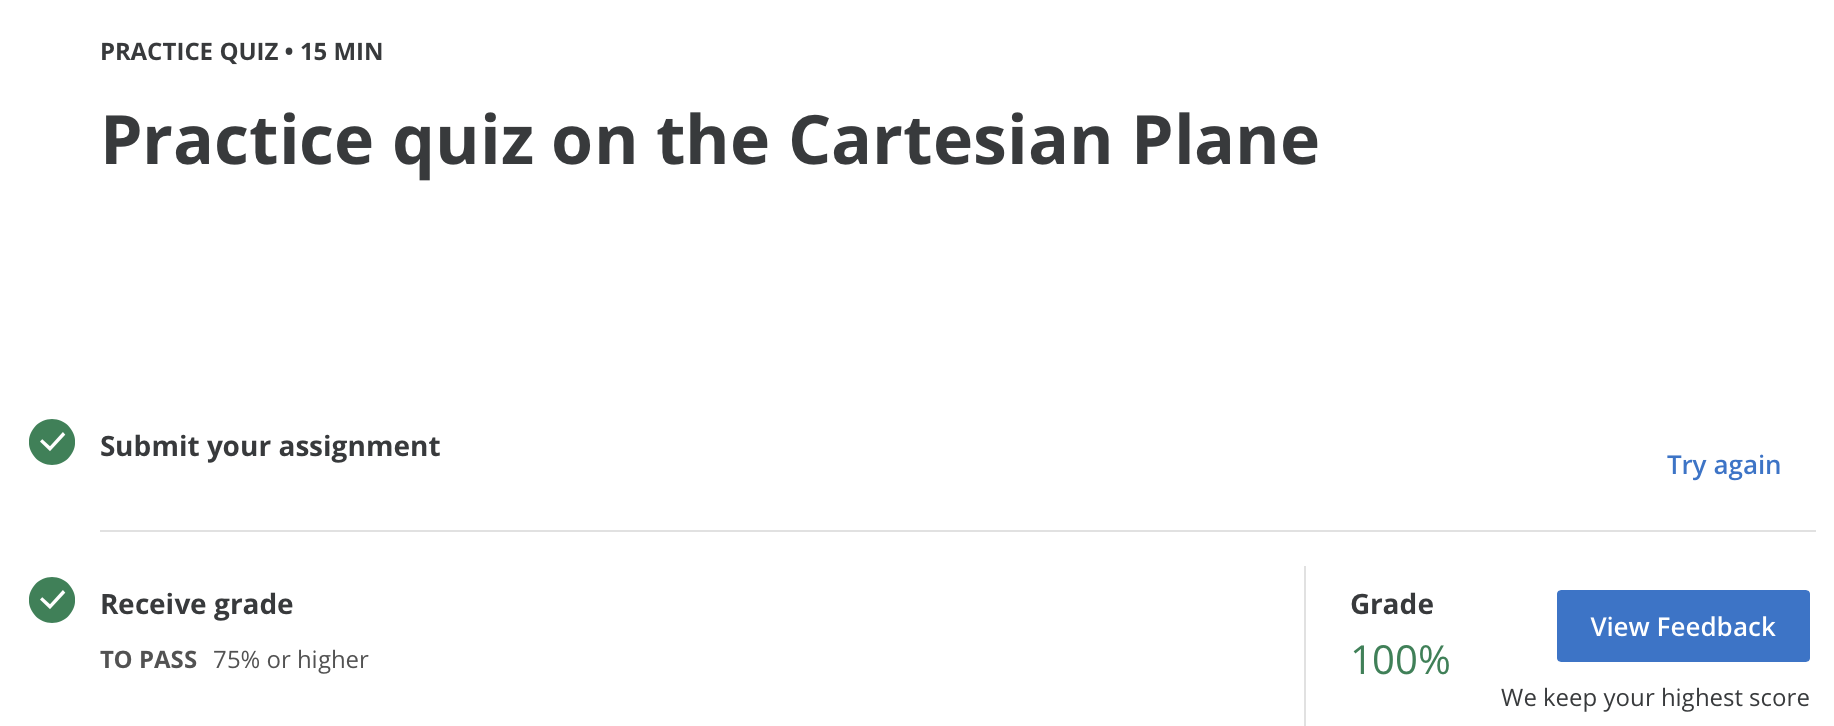 PRACTICE QUIZ • 15 MIN
Practice quiz on the Cartesian Plane
Submit your assignment
Try again
Receive grade
TO PASS 75% or higher
Grade
100%
View Feedback
We keep your highest score